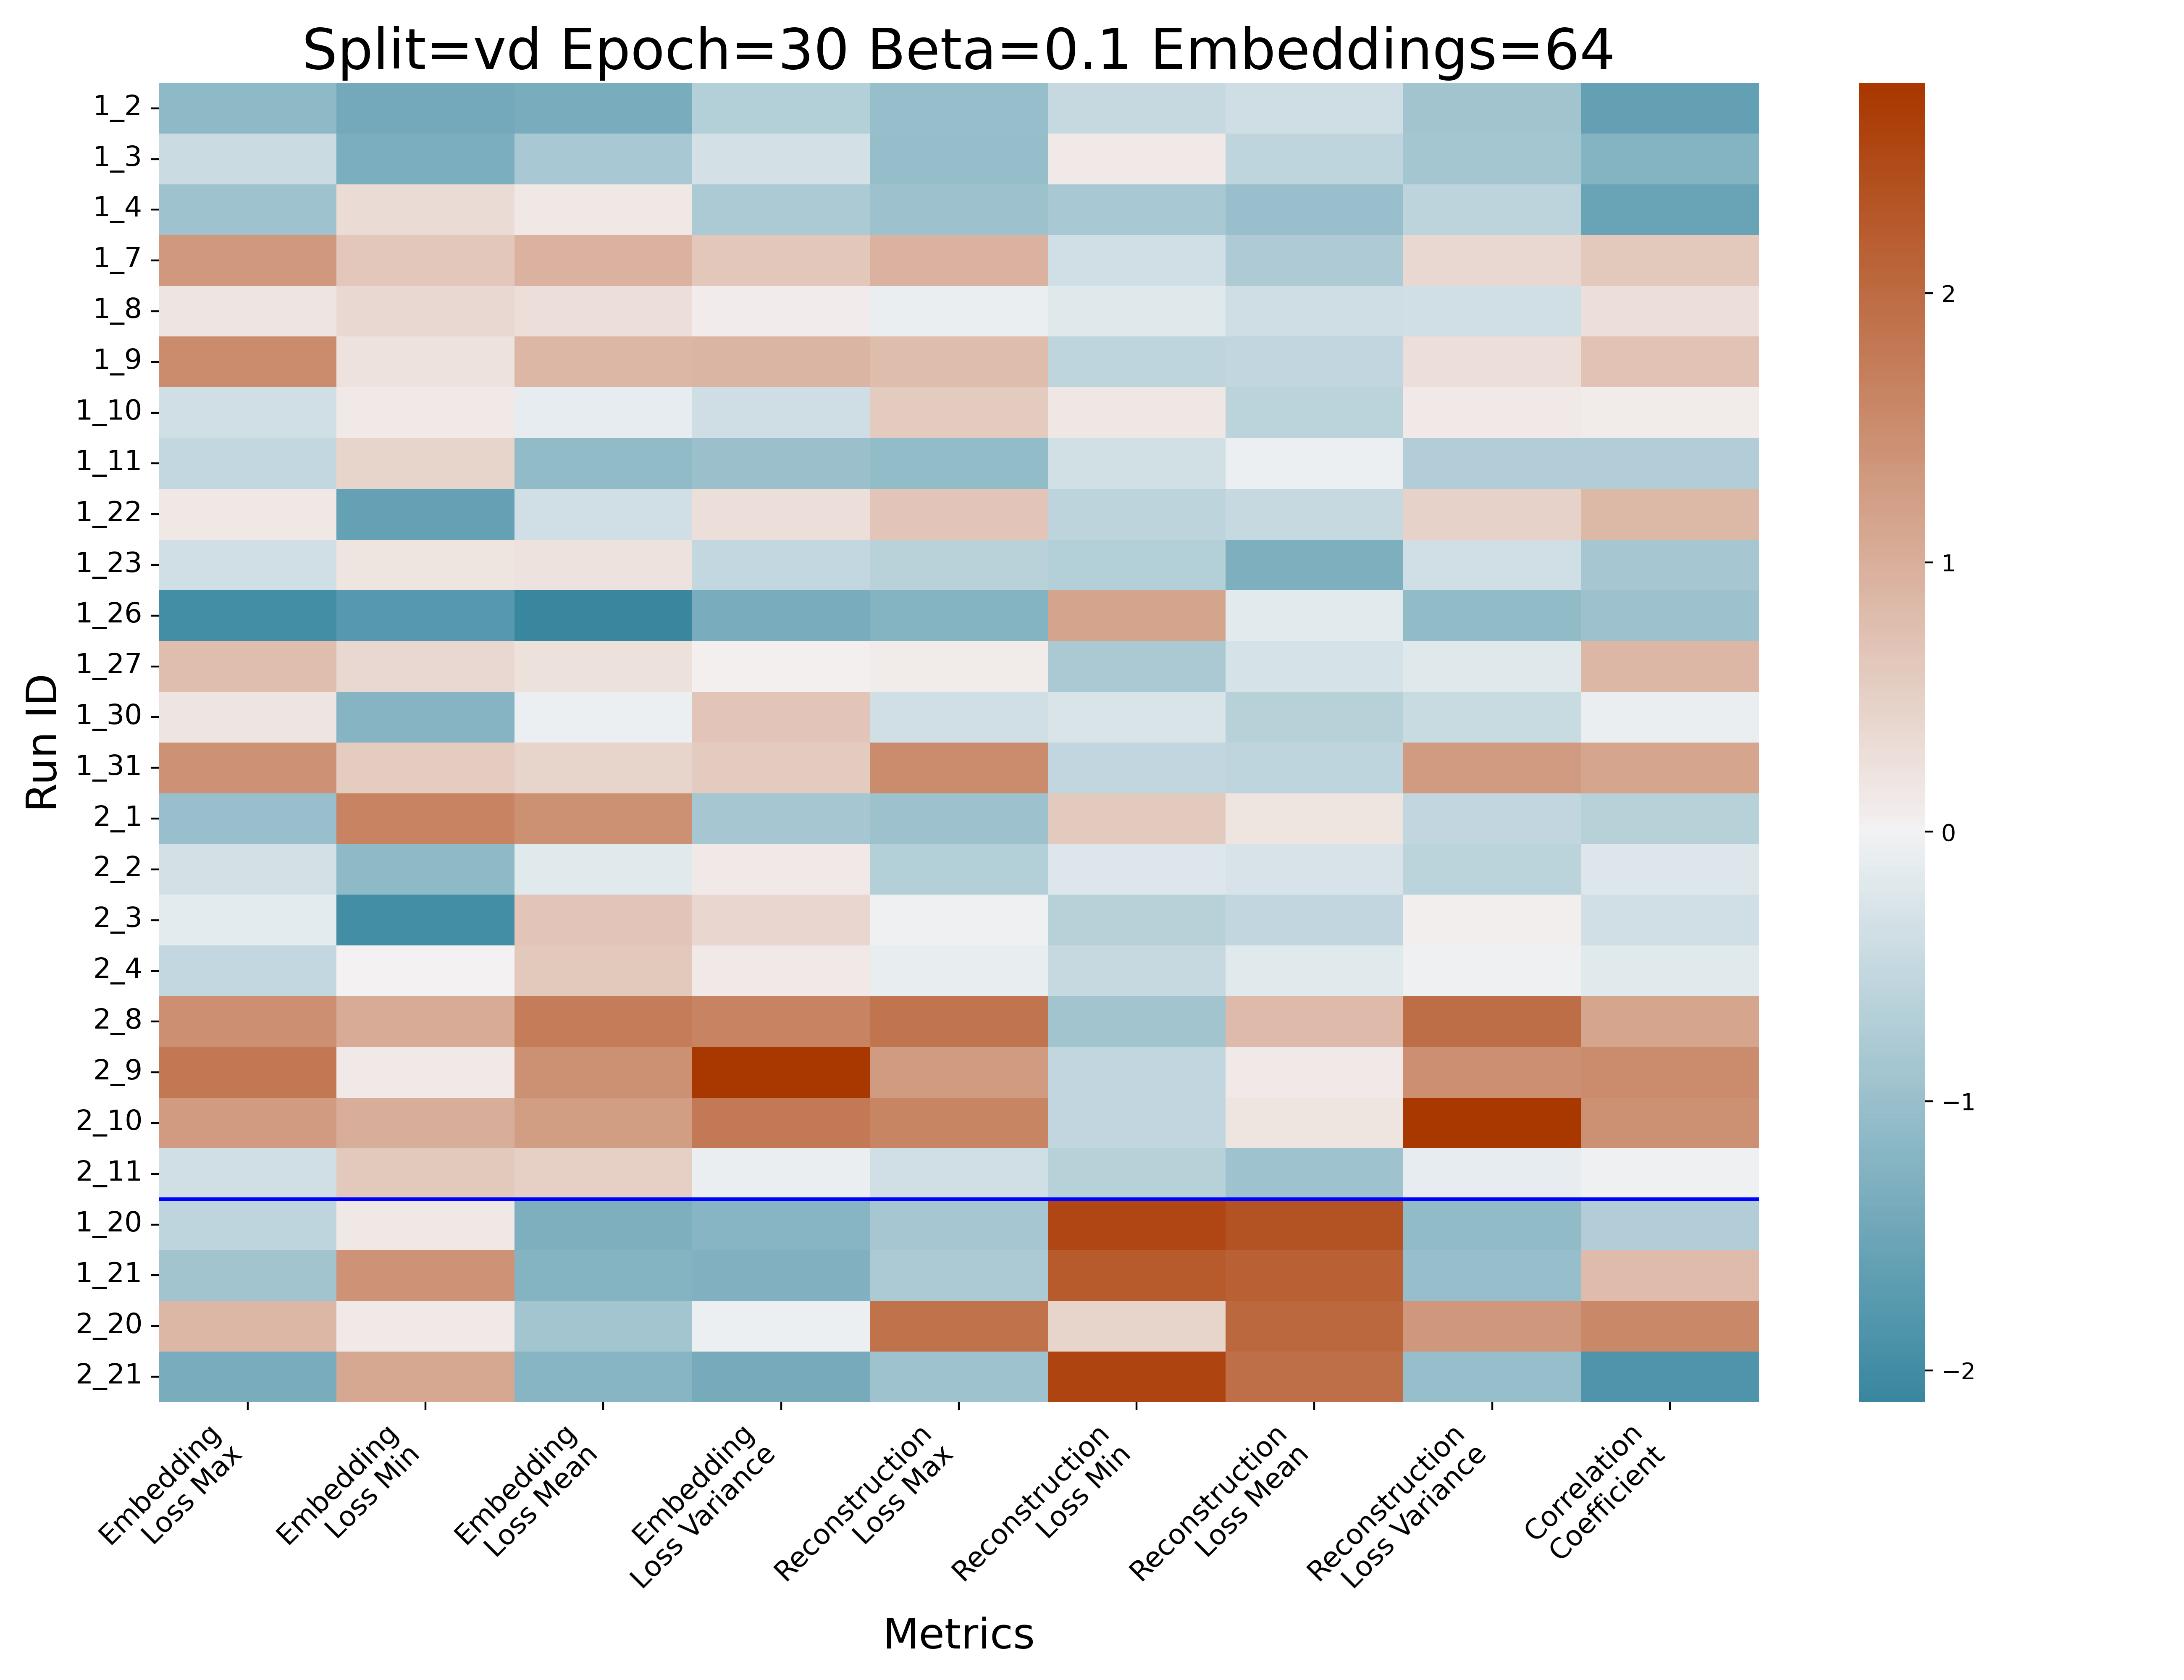 Split=vd Epoch=30 Beta=0.1 Embeddings=64
Run ID
1_2
1_3
1_4
1_7
1_8
1_9
1_10
1_11
1_22
1_23
1_26
1_27
1_30
1_31
2_1
2_2
2_3
2_4
2_8
2_9
2_10
2_11
1_20
1_21
2_20
2_21
Embedding
Loss Max
Embedding
Loss Min
Embedding
Loss Mean
Embedding
Loss Variance
Reconstruction
Loss Max
Reconstruction
Loss Min
Reconstruction
Loss Mean
Reconstruction
Loss Variance
Correlation
Coefficient
Metrics
2
1
0
−1
−2